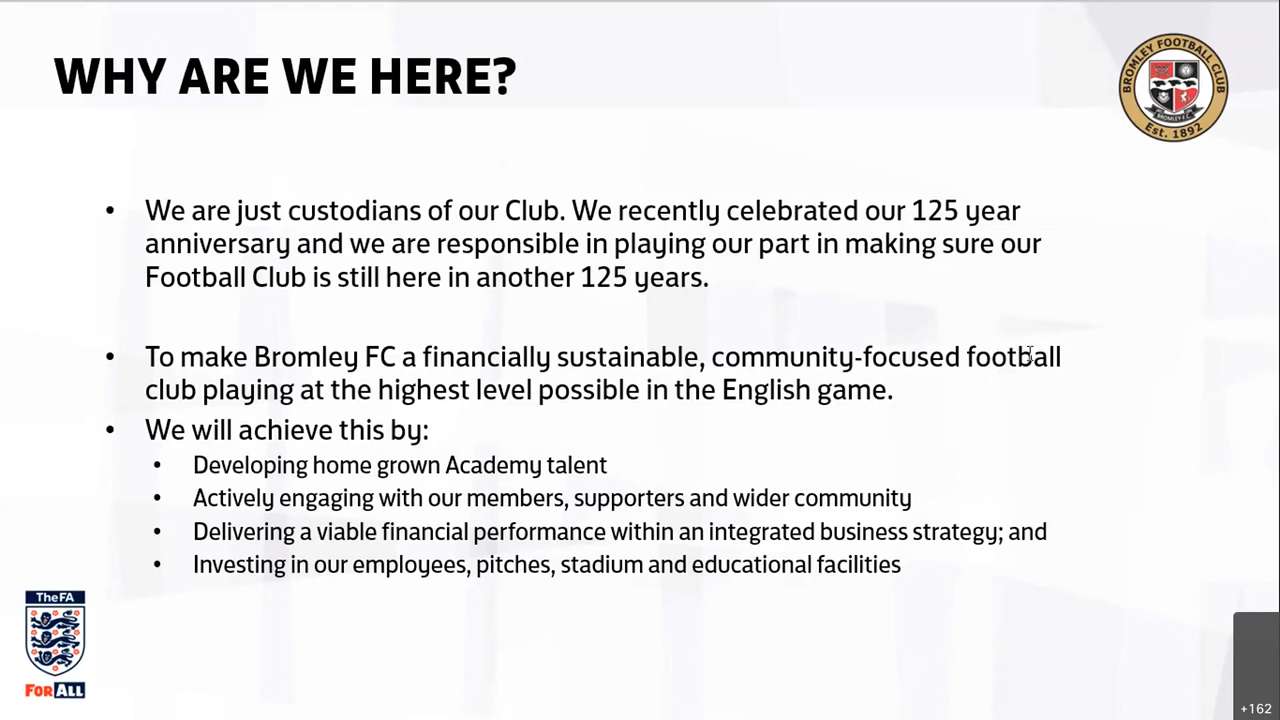 WHY ARE WE HERE?
BROMLEY FOOTBALL CLUB
BROMLEY-F.C
Est. 1892
• We are just custodians of our Club. We recently celebrated our 125 year
anniversary and we are responsible in playing our part in making sure our
Football Club is still here in another 125 years.
• To make Bromley FC a financially sustainable, community-focused football
club playing at the highest level possible in the English game.
• We will achieve this by:
• Developing home grown Academy talent
• Actively engaging with our members, supporters and wider community
• Delivering a viable financial performance within an integrated business strategy; and
• Investing in our employees, pitches, stadium and educational facilities
The FA
FOR ALL
+162